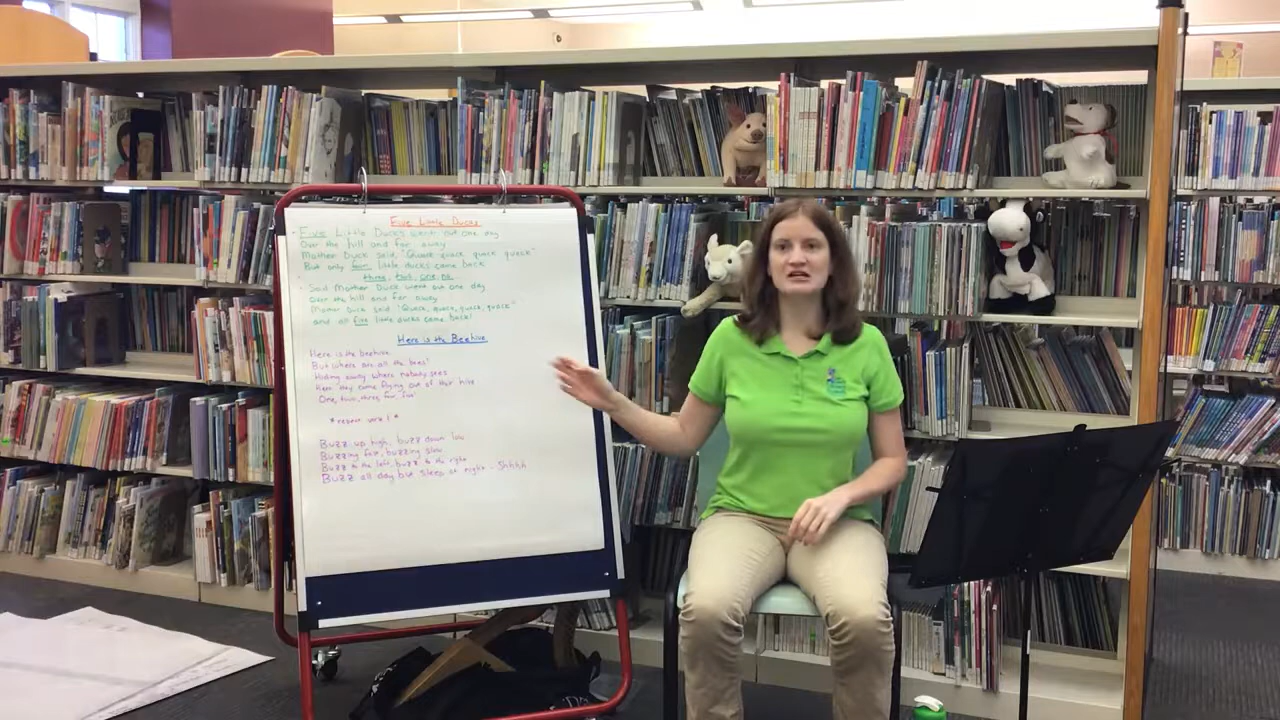 Five Little Ducks
- Five Little Ducks went out one day
Over the hill and far away
Mother Duck said, "Quack quack quack quack"
But only four little ducks came back
three, two, one, no
- Said Mother Duck went out one day
Over the hill and far away
Mother Duck said "Quack, quack, quack, quack"
and all five little ducks came back!
Here is the Beehive
Here is the beehive
But where are all the bees?
Hiding away where nobody sees
Here they come flying out of their hive
One, two, three, four, five!
*repeat verse 1*
Buzz up high, buzz down low
Buzzing fast, buzzing slow
Buzz to the left, buzz to the right
Buzz all day but sleep at night - Shhhh